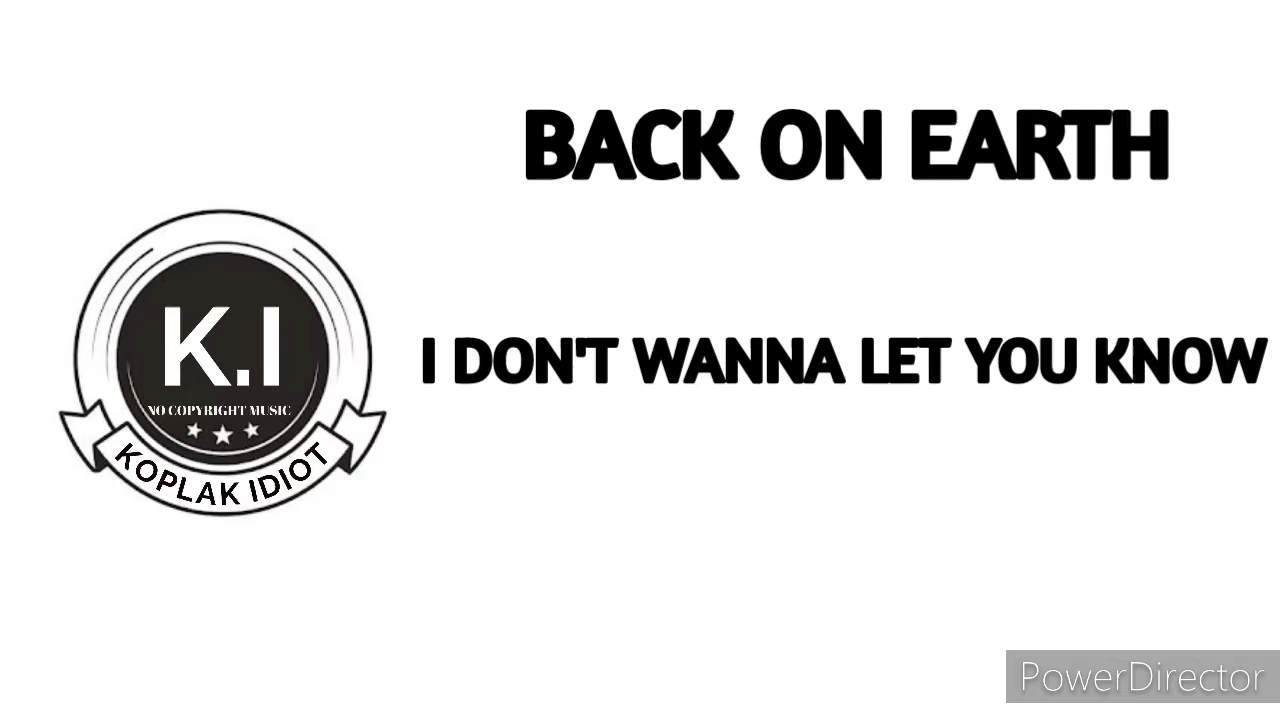 BACK ON EARTH
K.I
NO COPYRIGHT MUSIC
KOPLAK IDIOT
I DON'T WANNA LET YOU KNOW
PowerDirector